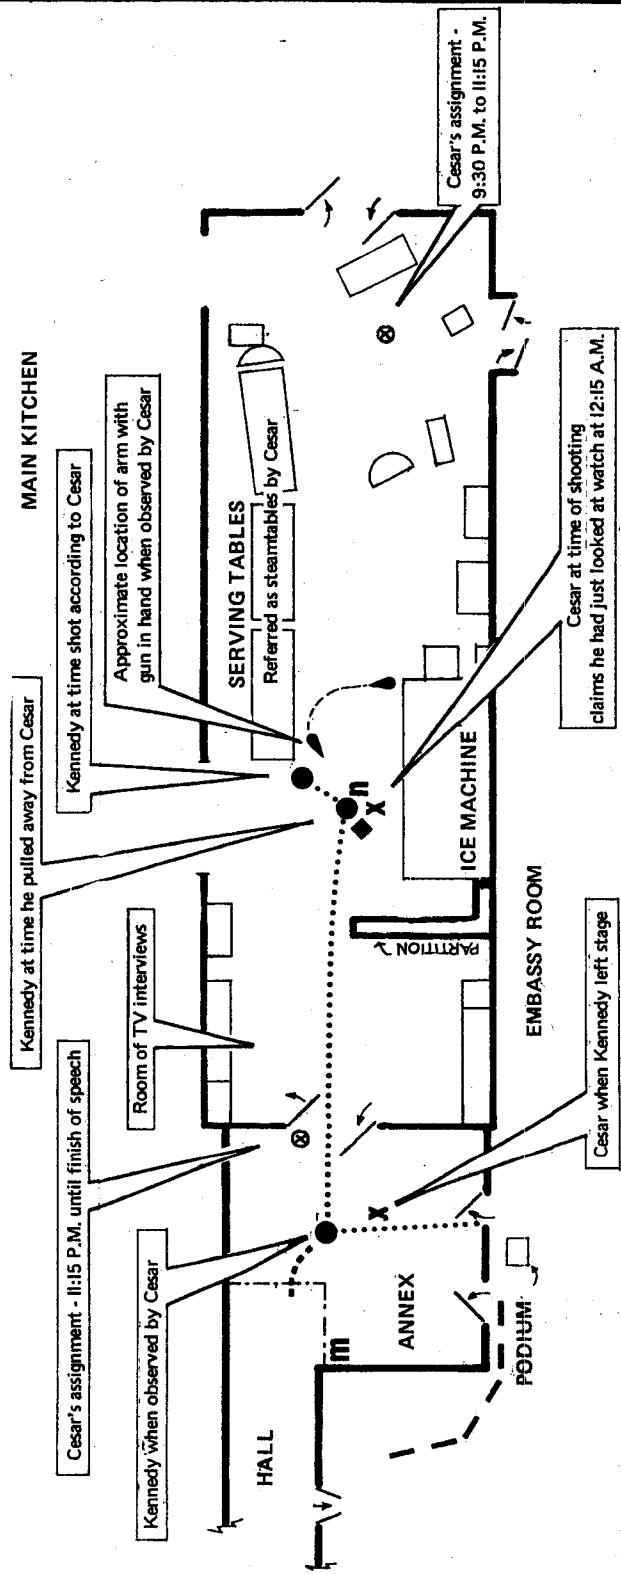 Kennedy at time he pulled away from Cesar
MAIN KITCHEN
Kennedy at time shot according to Cesar
Cesar's assignment - 11:15 P.M. until finish of speech
Approximate location of arm with
gun in hand when observed by Cesar
Room of TV interviews
Kennedy when observed by Cesar
SERVING TABLES
Referred as steamtables by Cesar
HALL
m
ANNEX
X
n
X
PARTITION
ICE MACHINE
PODIUM
EMBASSY ROOM
Cesar's assignment -
9:30 P.M. to 11:15 P.M.
Cesar at time of shooting
claims he had just looked at watch at 12:15 A.M.
Cesar when Kennedy left stage